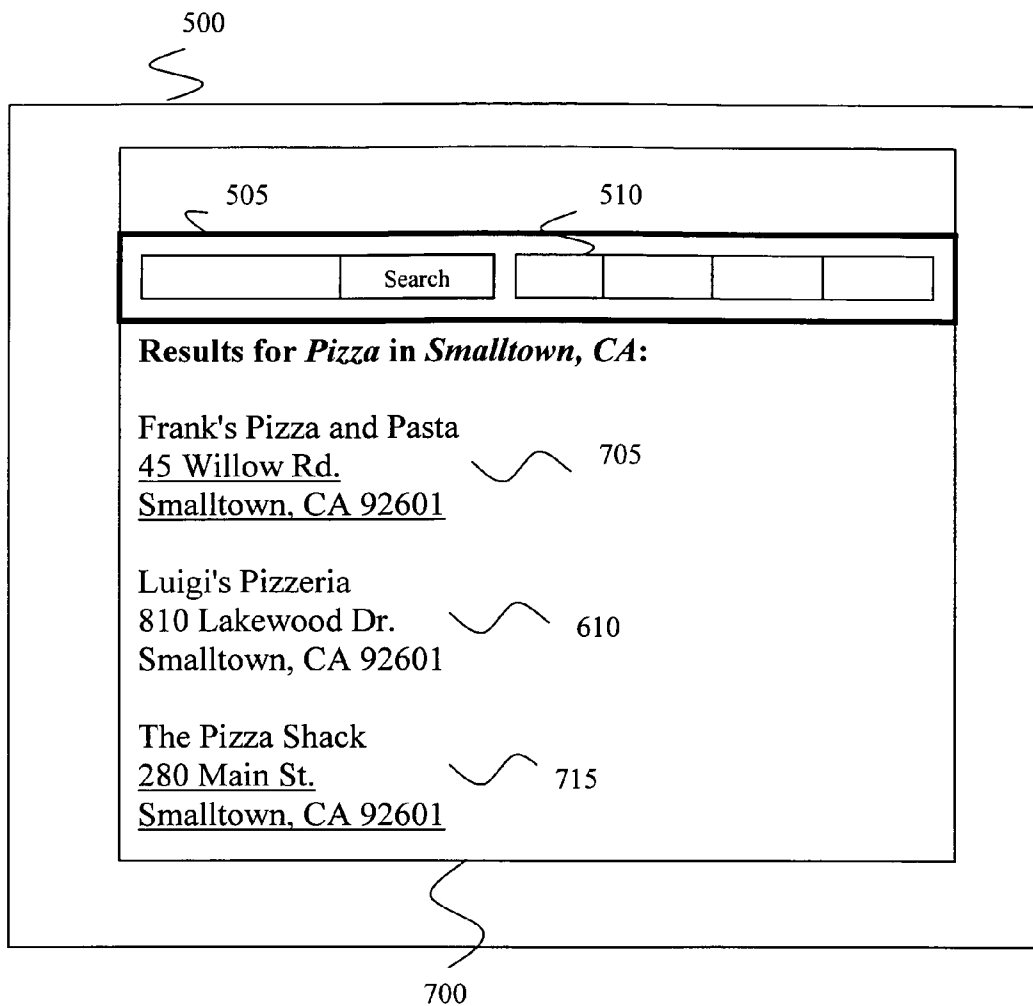 500
505
510
Search
Results for Pizza in Smalltown, CA:
Frank's Pizza and Pasta
45 Willow Rd.
705
Smalltown, CA 92601
Luigi's Pizzeria
810 Lakewood Dr.
610
Smalltown, CA 92601
The Pizza Shack
280 Main St.
715
Smalltown, CA 92601
700